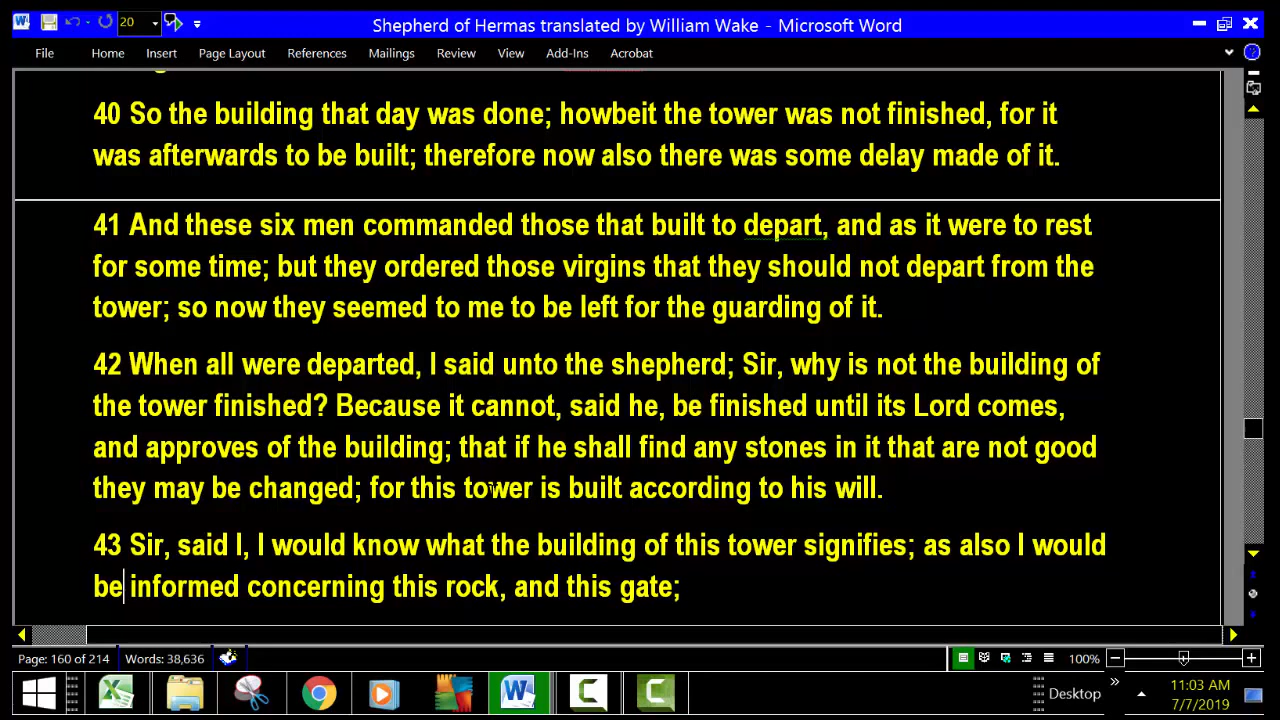 20
Shepherd of Hermas translated by William Wake - Microsoft Word
File Home Insert Page Layout References Mailings Review View Add-Ins Acrobat
40 So the building that day was done; howbeit the tower was not finished, for it
was afterwards to be built; therefore now also there was some delay made of it.
41 And these six men commanded those that built to depart, and as it were to rest
for some time; but they ordered those virgins that they should not depart from the
tower; so now they seemed to me to be left for the guarding of it.
42 When all were departed, I said unto the shepherd; Sir, why is not the building of
the tower finished? Because it cannot, said he, be finished until its Lord comes,
and approves of the building; that if he shall find any stones in it that are not good
they may be changed; for this tower is built according to his will.
43 Sir, said I, I would know what the building of this tower signifies; as also I would
be informed concerning this rock, and this gate;
Page: 160 of 214 Words: 38,636 100%
Desktop » 11:03 AM
7/7/2019